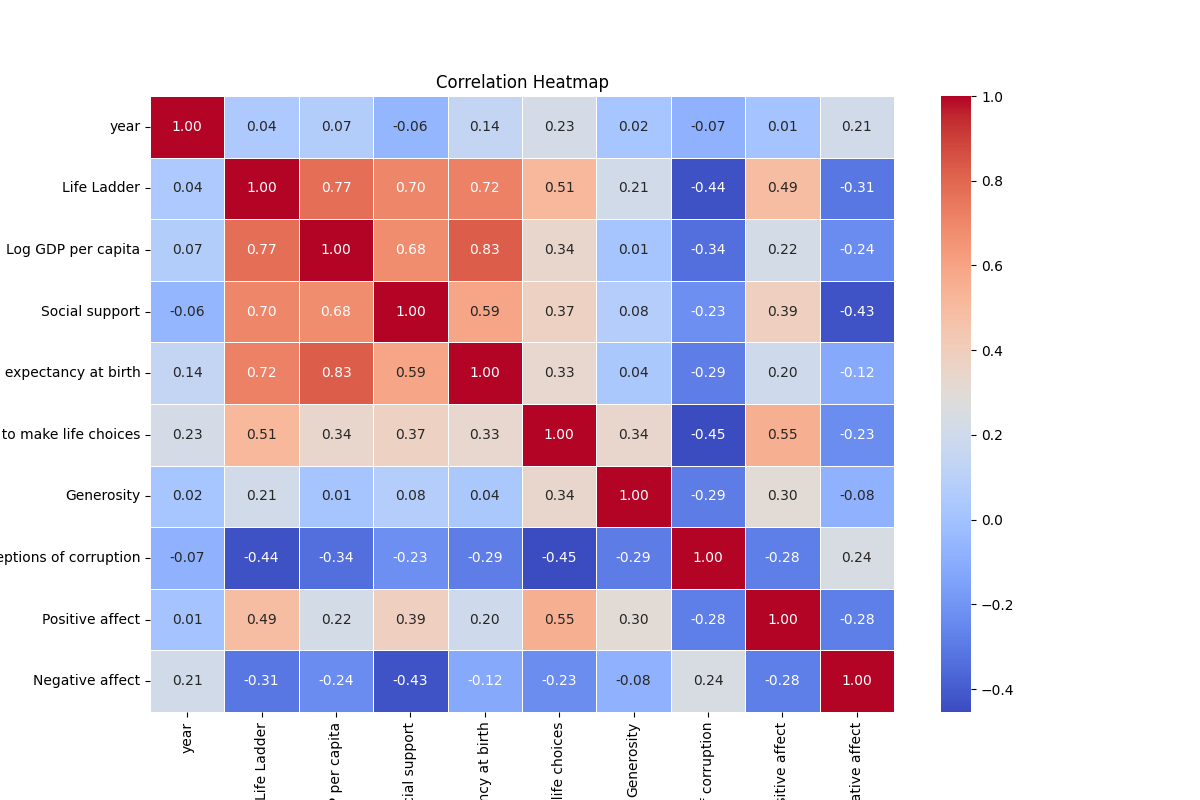 Correlation Heatmap
year 1.00 0.04 0.07 -0.06 0.14 0.23 0.02 -0.07 0.01 0.21
Life Ladder 0.04 1.00 0.77 0.70 0.72 0.51 0.21 -0.44 0.49 -0.31
Log GDP per capita 0.07 0.77 1.00 0.68 0.83 0.34 0.01 -0.34 0.22 -0.24
Social support -0.06 0.70 0.68 1.00 0.59 0.37 0.08 -0.23 0.39 -0.43
expectancy at birth 0.14 0.72 0.83 0.59 1.00 0.33 0.04 -0.29 0.20 -0.12
to make life choices 0.23 0.51 0.34 0.37 0.33 1.00 0.34 -0.45 0.55 -0.23
Generosity 0.02 0.21 0.01 0.08 0.04 0.34 1.00 -0.29 0.30 -0.08
eptions of corruption -0.07 -0.44 -0.34 -0.23 -0.29 -0.45 -0.29 1.00 -0.28 0.24
Positive affect 0.01 0.49 0.22 0.39 0.20 0.55 0.30 -0.28 1.00 -0.28
Negative affect 0.21 -0.31 -0.24 -0.43 -0.12 -0.23 -0.08 0.24 -0.28 1.00
year
Life Ladder
P per capita
cial support
ncy at birth
life choices
Generosity
corruption
sitive affect
ative affect
1.0
0.8
0.6
0.4
0.2
0.0
−0.2
−0.4